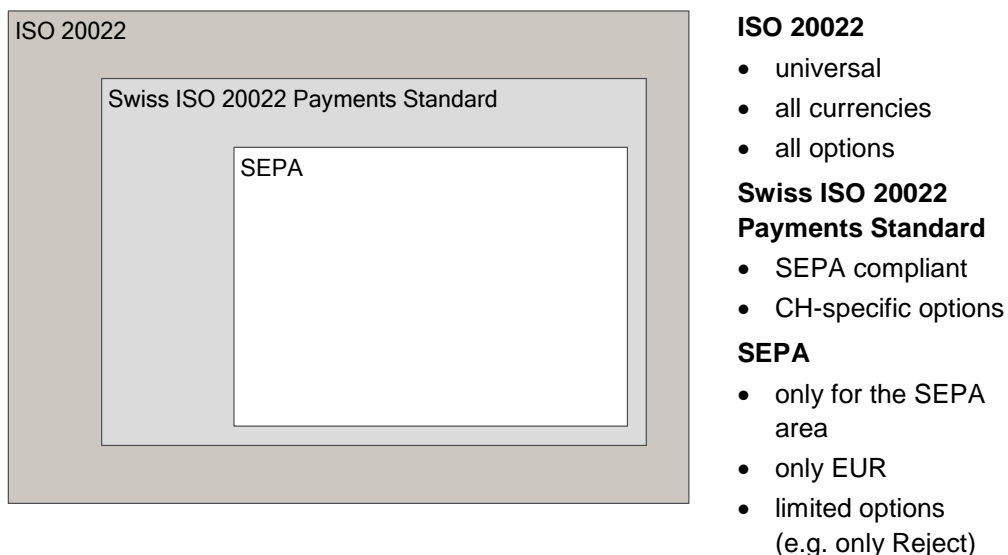 ISO 20022
Swiss ISO 20022 Payments Standard
SEPA
ISO 20022
• universal
• all currencies
• all options
Swiss ISO 20022
Payments Standard
• SEPA compliant
• CH-specific options
SEPA
• only for the SEPA
area
• only EUR
• limited options
(e.g. only Reject)